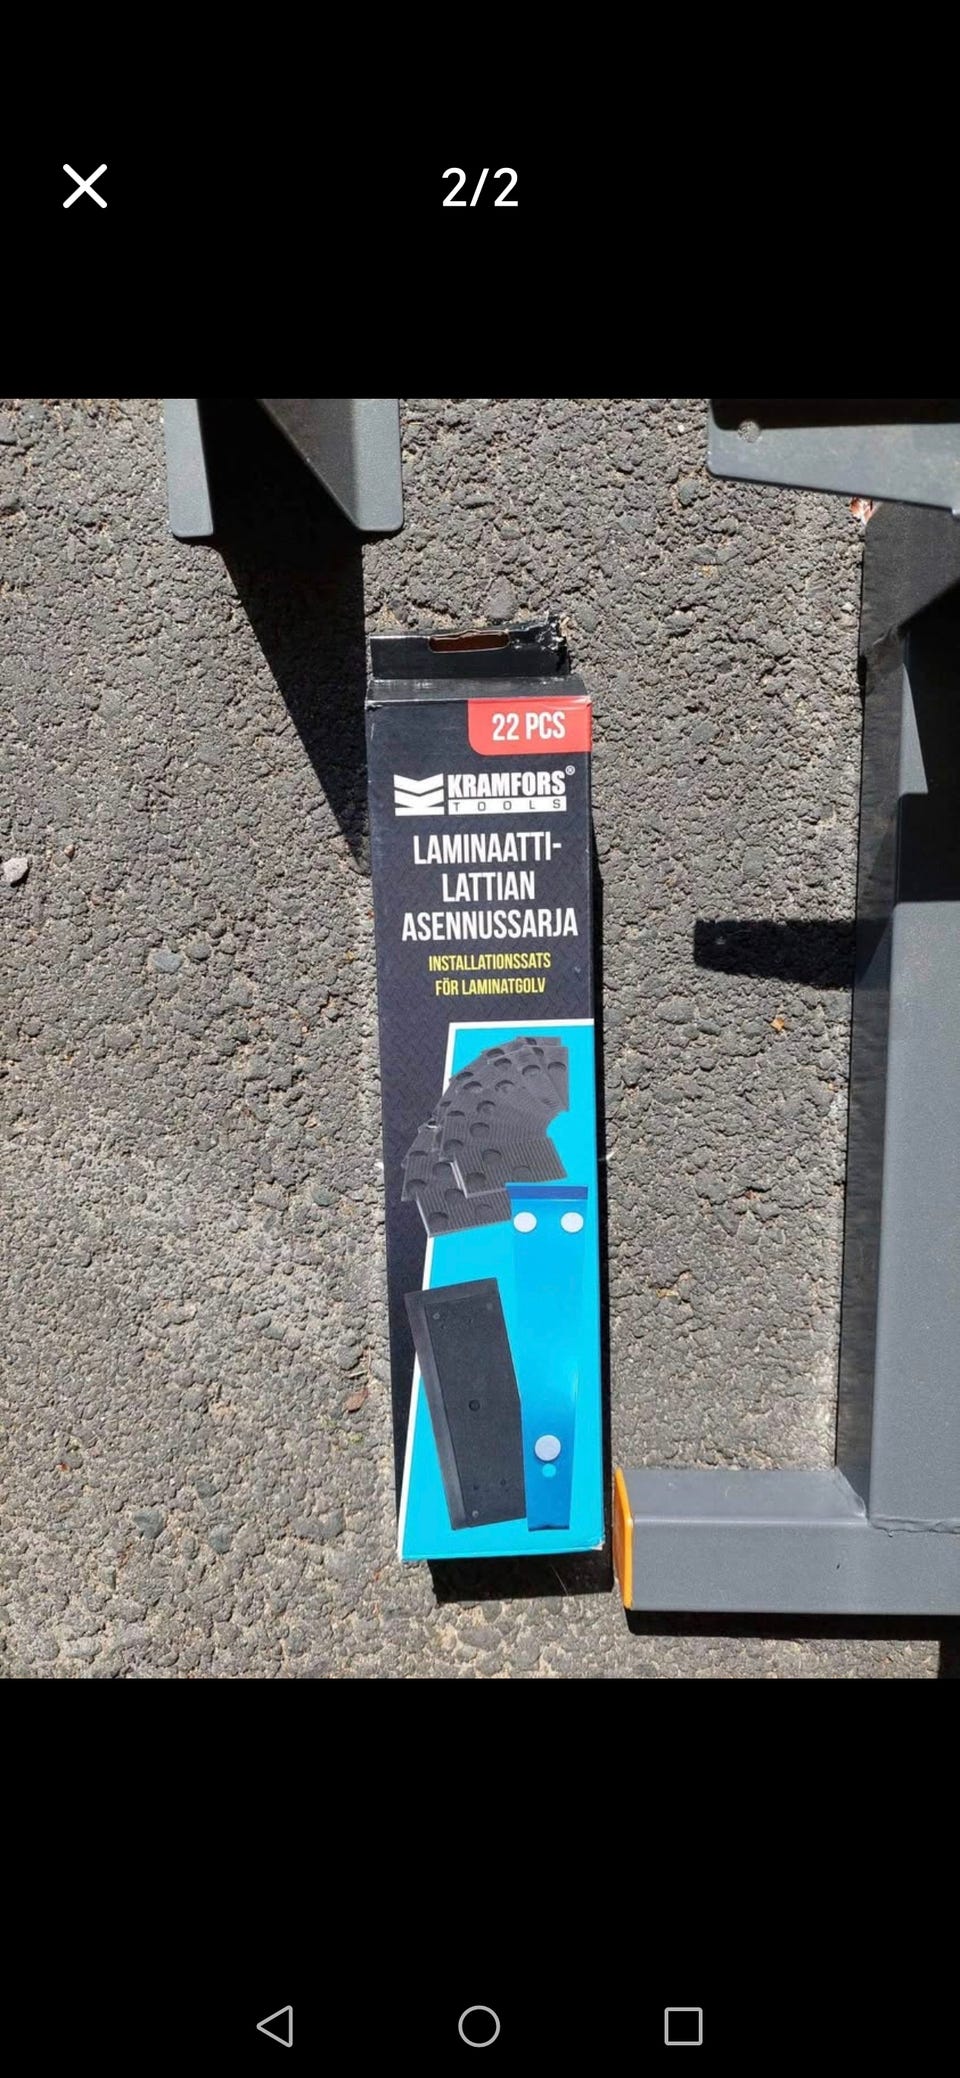 2/2
22 PCS
KRAMFORS®
TOOLS
LAMINAATTI-
LATTIAN
ASENNUSSARJA
INSTALLATIONSSATS
FÖR LAMINATGOLV